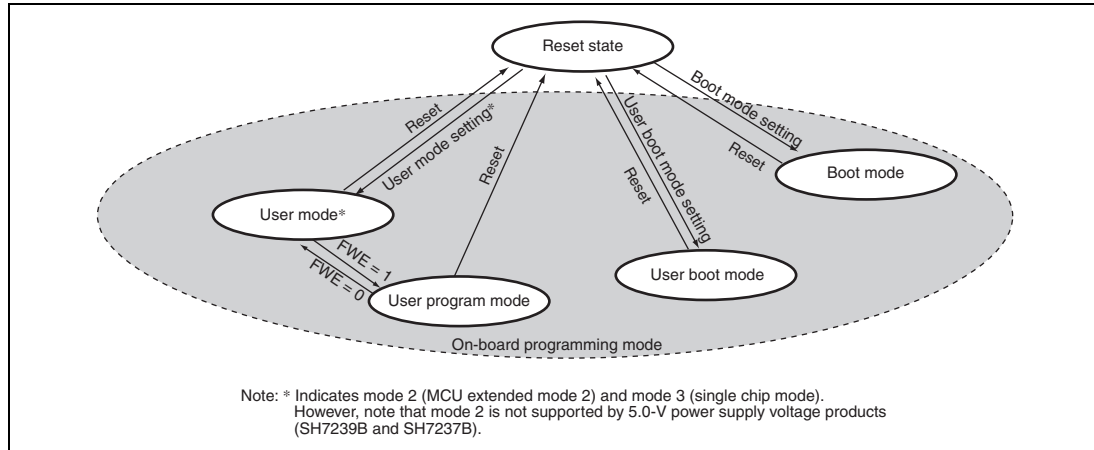 Reset state
Boot mode setting
Reset
User mode setting*
Reset
User boot mode setting
Reset
Reset
Boot mode
User mode*
FWE = 1
FWE = 0
User boot mode
User program mode
On-board programming mode
Note: * Indicates mode 2 (MCU extended mode 2) and mode 3 (single chip mode).
However, note that mode 2 is not supported by 5.0-V power supply voltage products
(SH7239B and SH7237B).